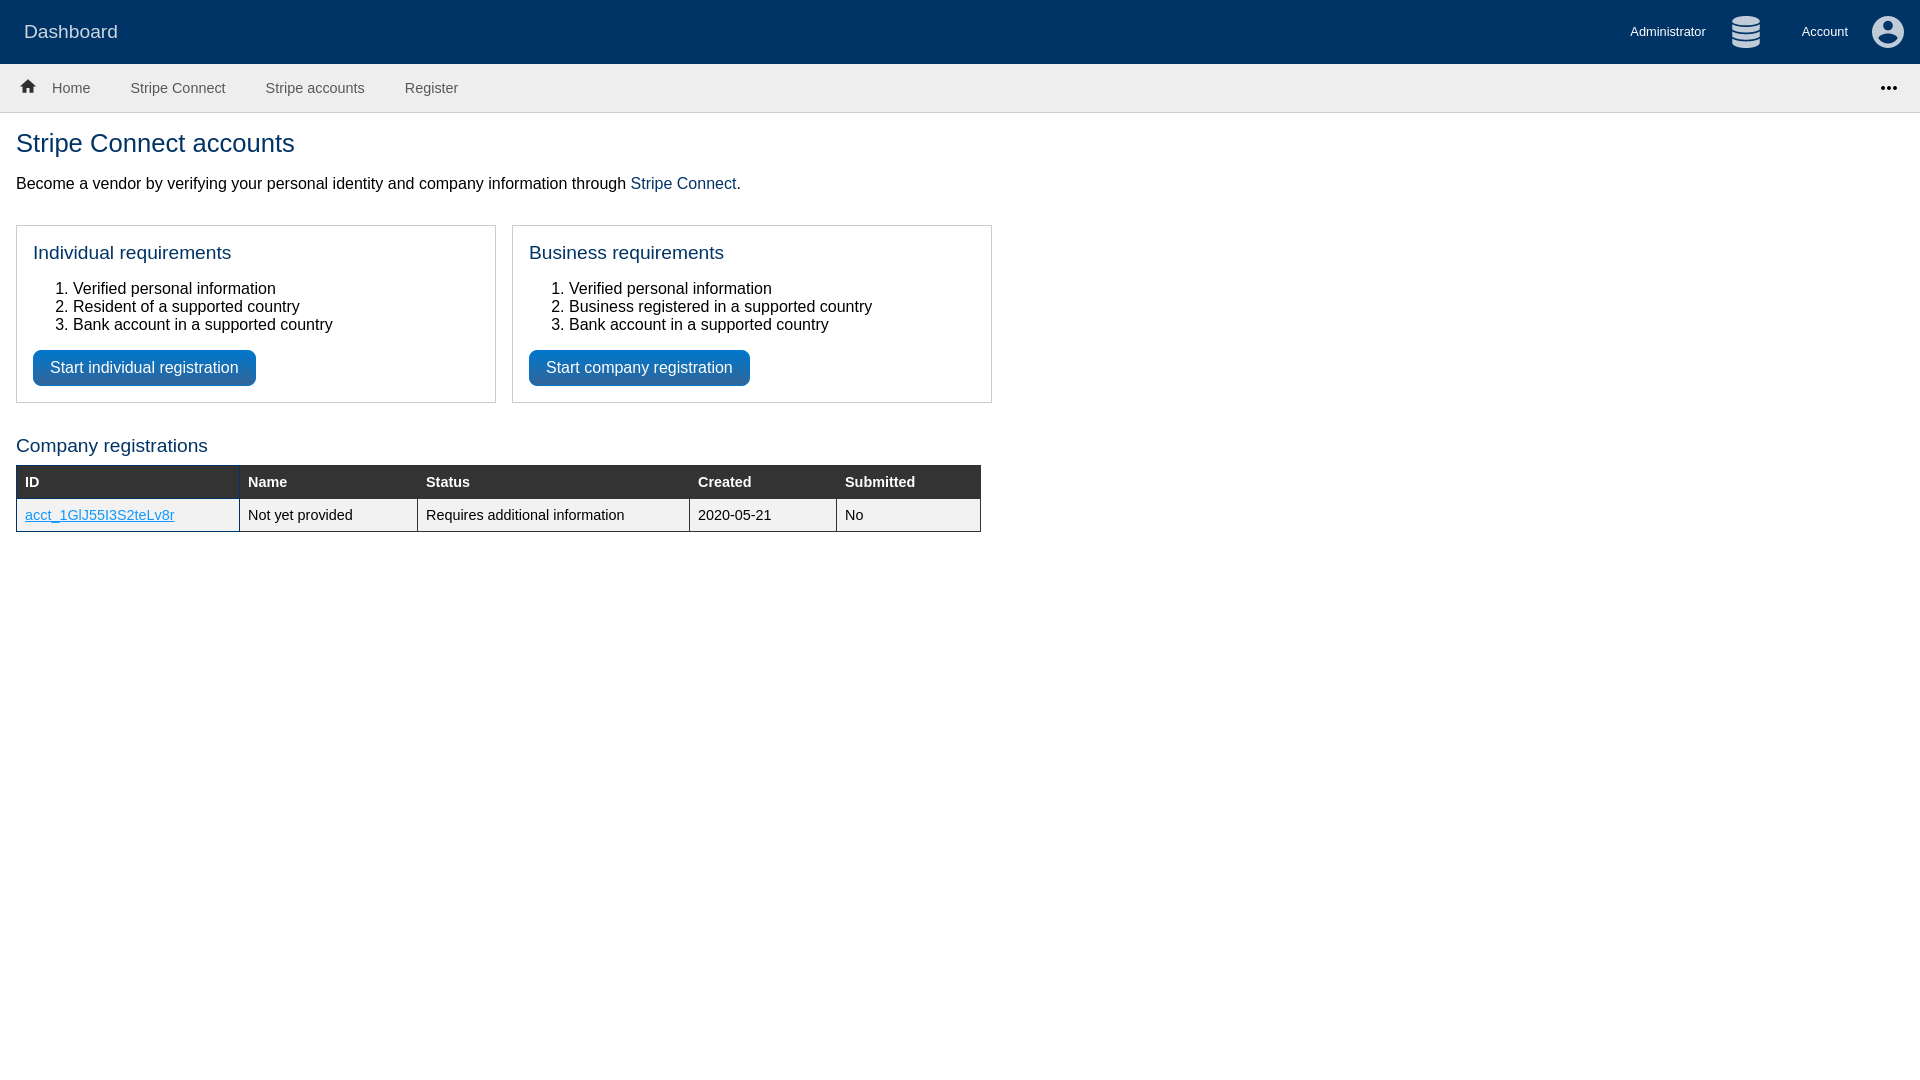 Dashboard
Administrator
Account
Home
Stripe Connect
Stripe accounts
Register
Stripe Connect accounts
Become a vendor by verifying your personal identity and company information through Stripe Connect.
Individual requirements
1. Verified personal information
2. Resident of a supported country
3. Bank account in a supported country
Start individual registration
Business requirements
1. Verified personal information
2. Business registered in a supported country
3. Bank account in a supported country
Start company registration
Company registrations
ID Name Status Created Submitted
acct_1GlJ55I3S2teLv8r Not yet provided Requires additional information 2020-05-21 No